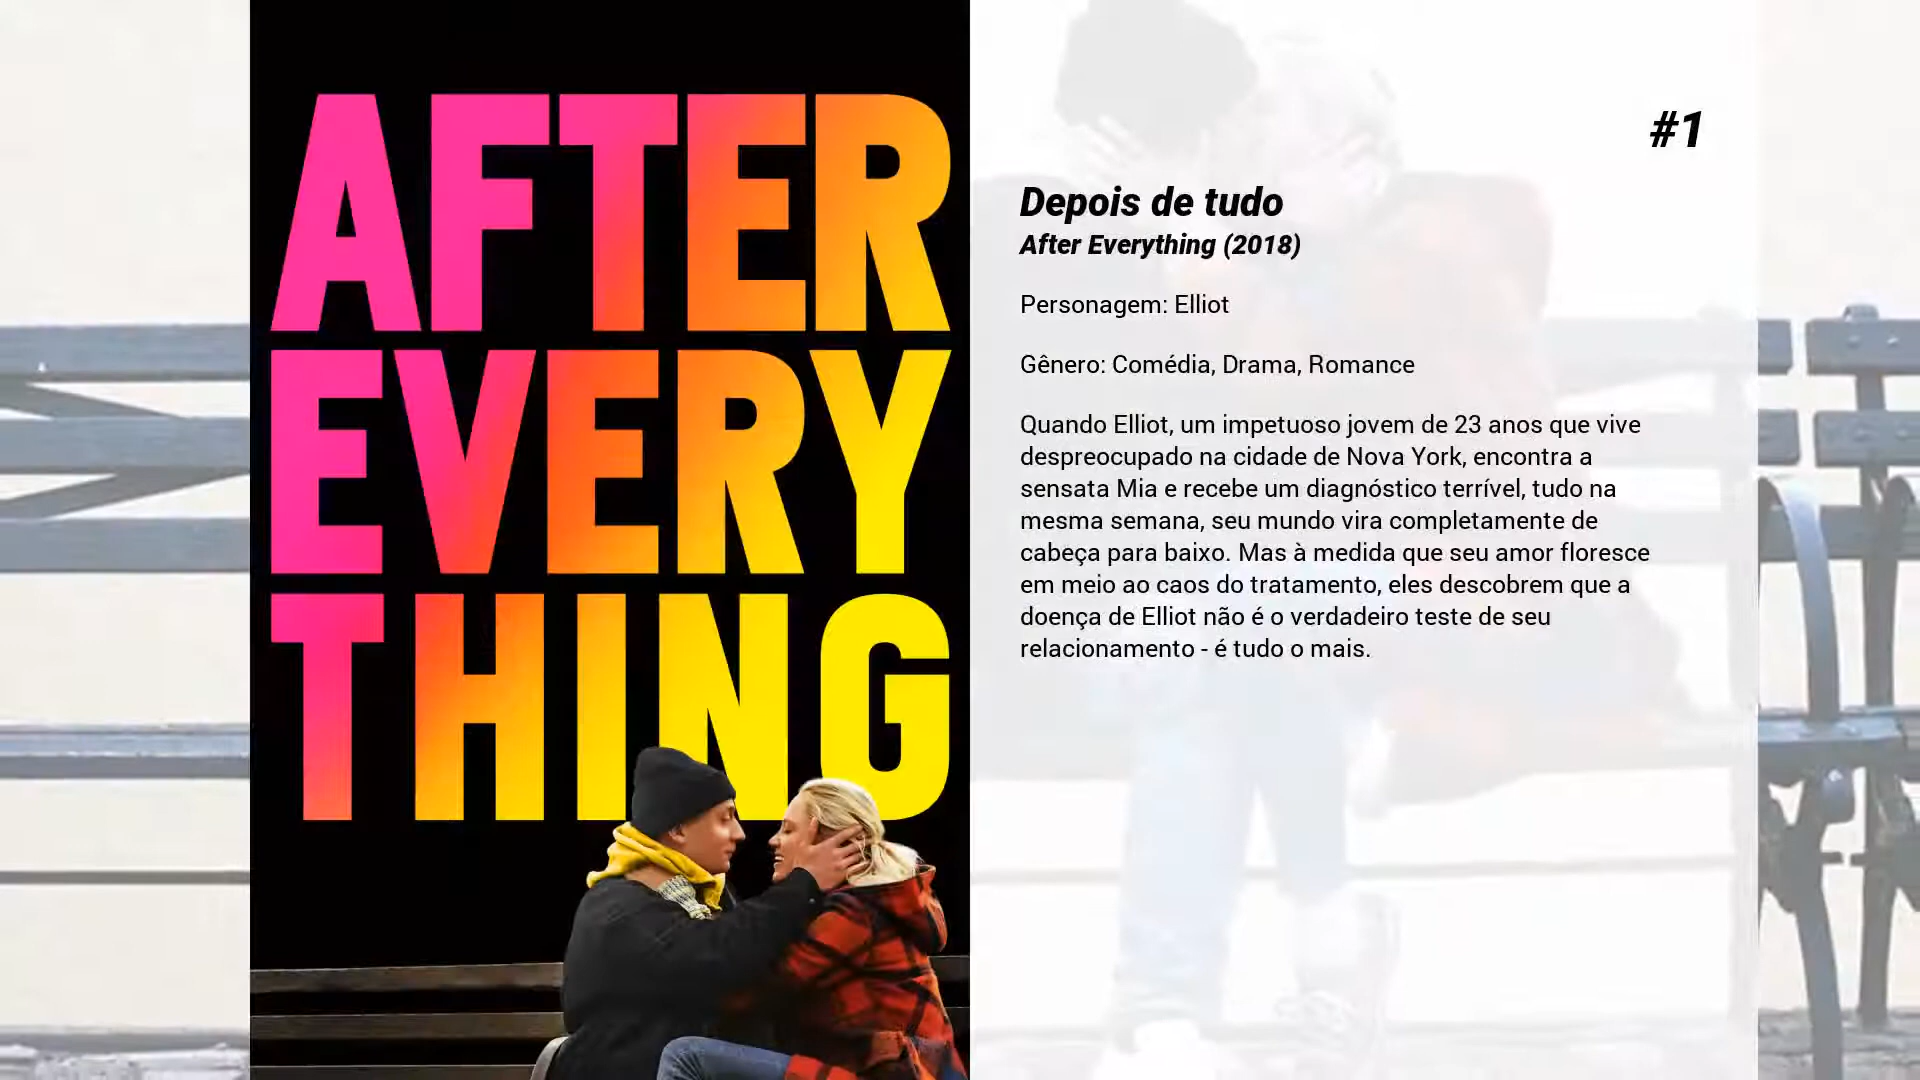 AFTER
EVERY
THING
#1
Depois de tudo
After Everything (2018)
Personagem: Elliot
Gênero: Comédia, Drama, Romance
Quando Elliot, um impetuoso jovem de 23 anos que vive
despreocupado na cidade de Nova York, encontra a
sensata Mia e recebe um diagnóstico terrível, tudo na
mesma semana, seu mundo vira completamente de
cabeça para baixo. Mas à medida que seu amor floresce
em meio ao caos do tratamento, eles descobrem que a
doença de Elliot não é o verdadeiro teste de seu
relacionamento - é tudo o mais.